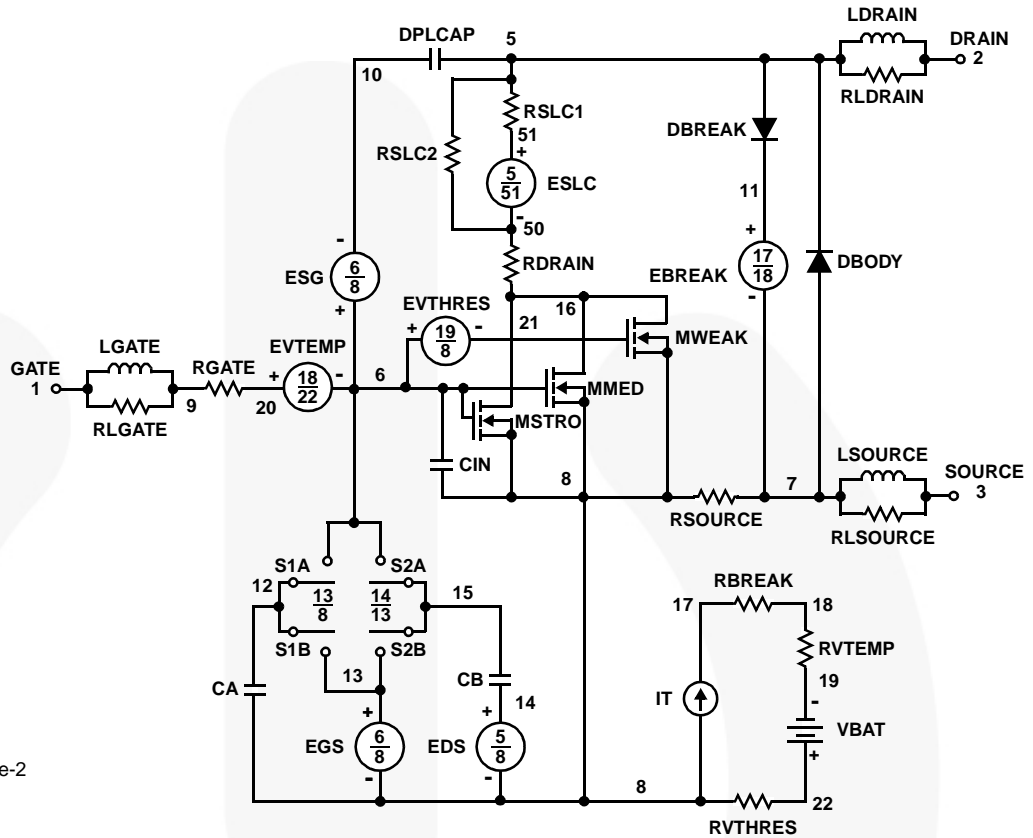 LDRAIN
DPLCAP
5
DRAIN
2
10
RLDRAIN
RSLC1
DBREAK
51
+
RSLC2
5
51
ESLC
11
-
50
-
+
RDRAIN
17
18
ESG
6
8
EBREAK
DBODY
EVTHRES
16
-
+
+
19
8
-
21
MWEAK
LGATE
EVTEMP
GATE
1
RGATE
+
18
22
-
6
MMED
9
20
MSTRO
RLGATE
LSOURCE
CIN
8
7
SOURCE
3
RSOURCE
RLSOURCE
S1A
S2A
12
13
8
14
13
15
RBREAK
17
18
S1B
S2B
RVTEMP
13
CB
CA
19
14
IT
-
+
+
VBAT
EGS
6
8
EDS
5
8
+
e-2
-
-
8
22
RVTHRES